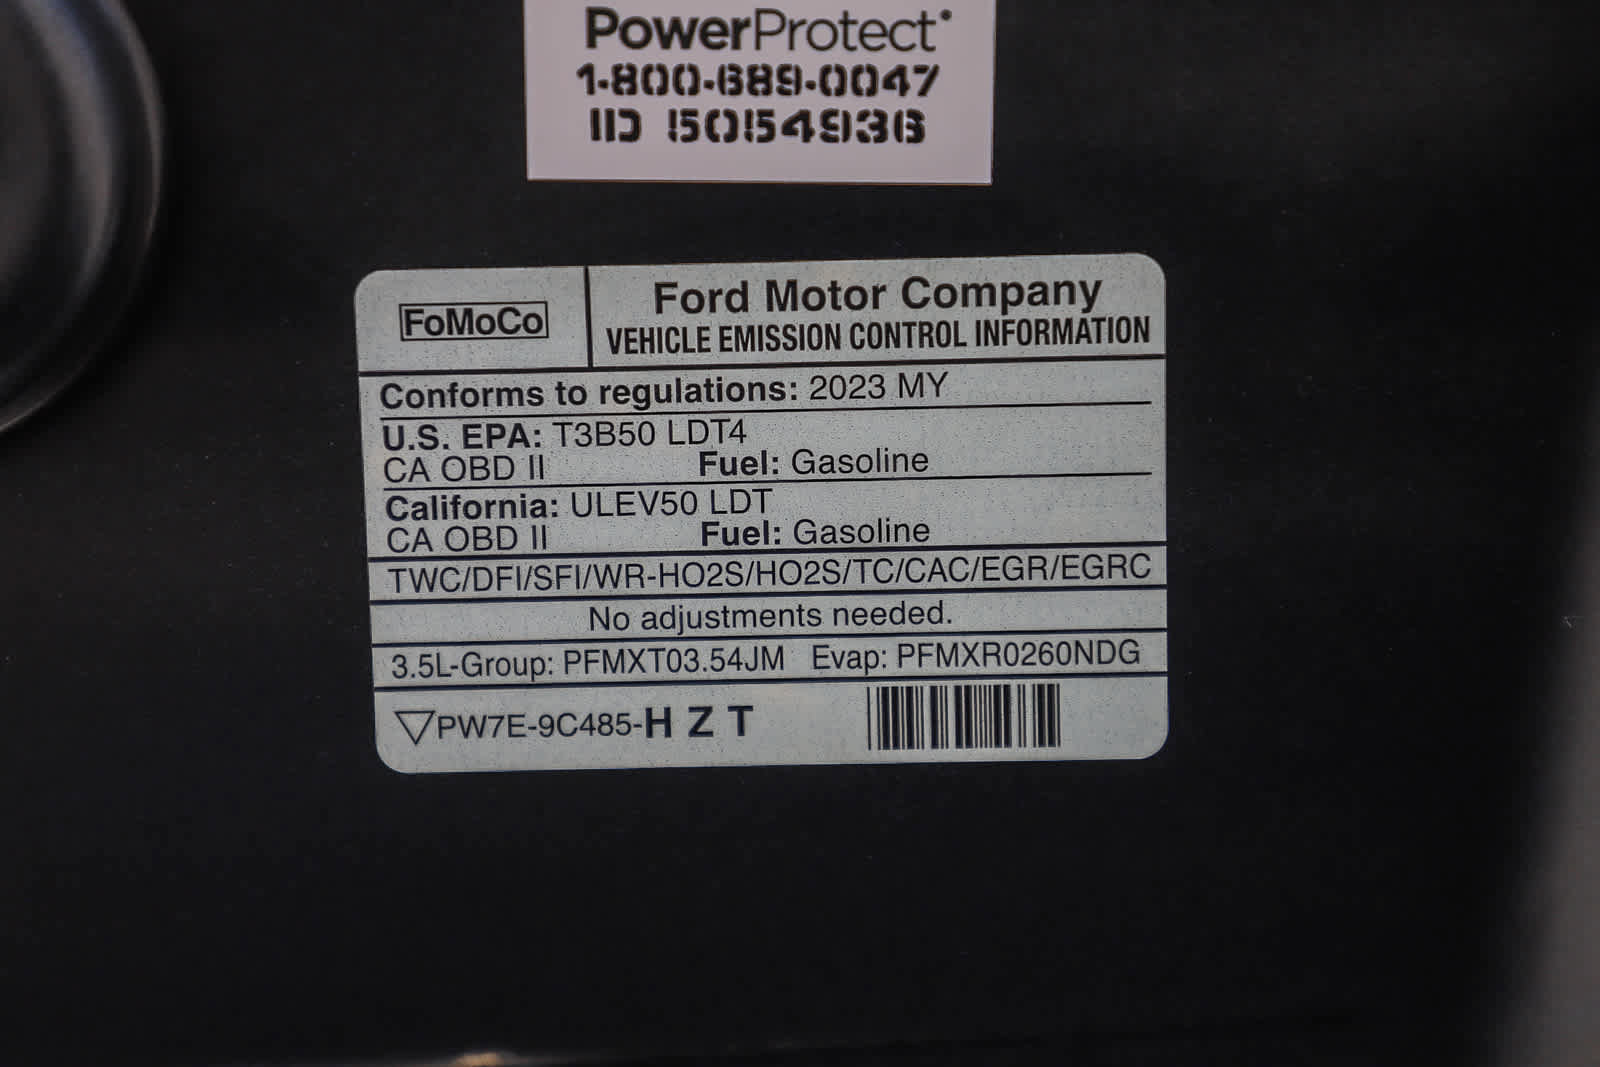 PowerProtect
1-800-689-0047
ID 5054936
FoMoCo
Ford Motor Company
VEHICLE EMISSION CONTROL INFORMATION
Conforms to regulations: 2023 MY
U.S. EPA: T3B50 LDT4
CA OBD II Fuel: Gasoline
California: ULEV50 LDT
CA OBD II Fuel: Gasoline
TWC/DFI/SFI/WR-HO2S/HO2S/TC/CAC/EGR/EGRC
No adjustments needed.
3.5L-Group: PFMXT03.54JM Evap: PFMXR0260NDG
PW7E-9C485-H Z T